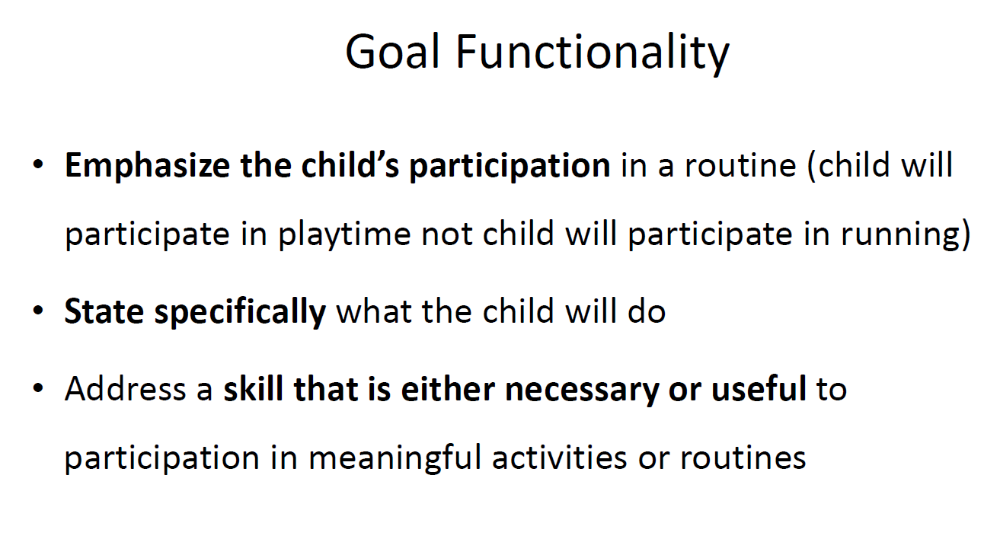 Goal Functionality
• Emphasize the child’s participation in a routine (child will
participate in playtime not child will participate in running)
• State specifically what the child will do
• Address a skill that is either necessary or useful to
participation in meaningful activities or routines